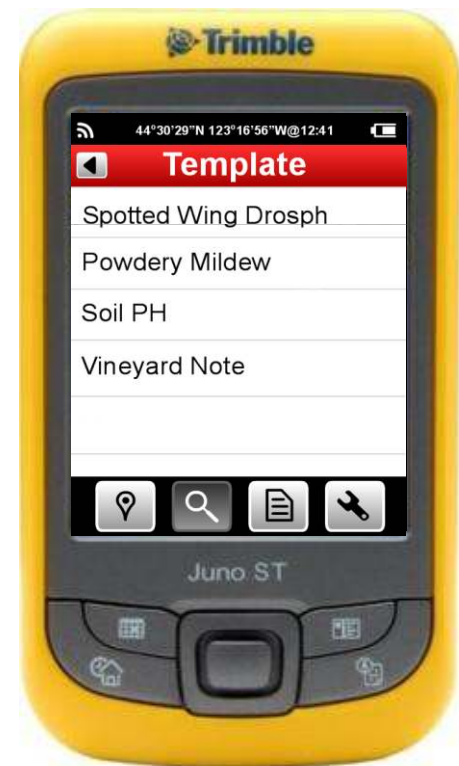 Trimble
44°30'29"N 123°16'56"W@12:41
Template
Spotted Wing Drosph
Powdery Mildew
Soil PH
Vineyard Note
Juno ST